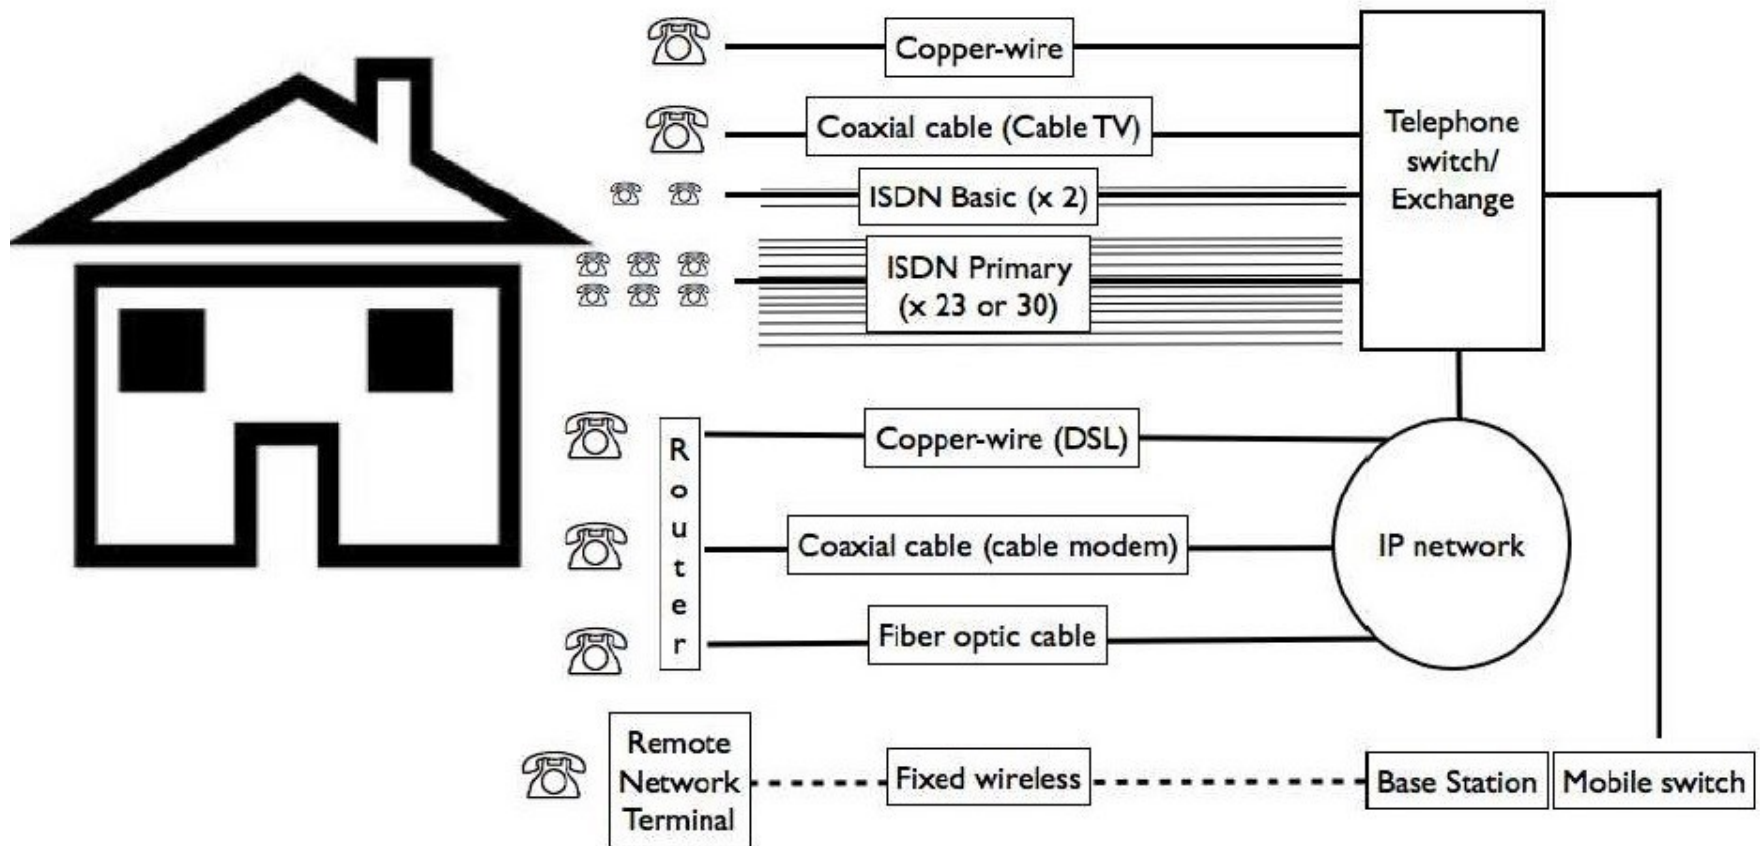 Copper-wire
Coaxial cable (Cable TV)
Telephone
switch/
Exchange
ISDN Basic (x 2)
ISDN Primary
(x 23 or 30)
Router
Copper-wire (DSL)
Coaxial cable (cable modem)
IP network
Fiber optic cable
Remote
Network
Terminal
Fixed wireless
Base Station
Mobile switch